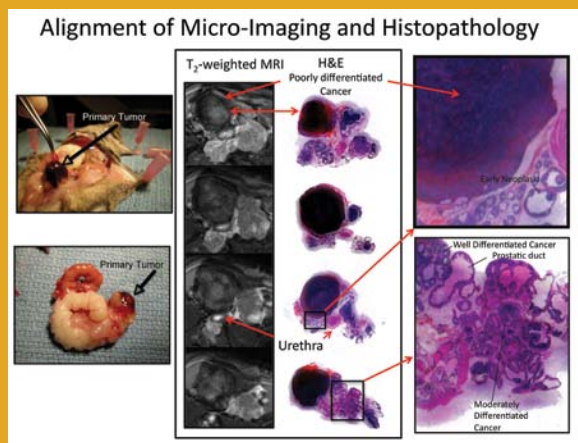 Alignment of Micro-Imaging and Histopathology
T2-weighted MRI
H&E
Poorly differentiated
Cancer
Primary Tumor
Early Neoplasia
Primary Tumor
Well Differentiated Cancer
Prostatic duct
Urethra
Moderately
Differentiated
Cancer